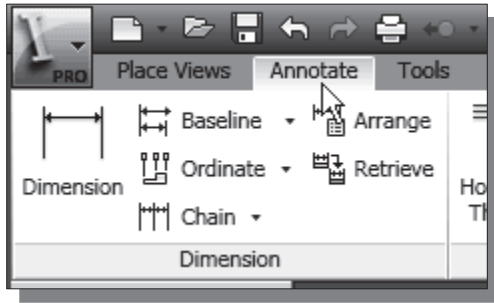 PRO
Place Views Annotate Tools
Dimension
Baseline
Arrange
Ordinate
Retrieve
Chain
Dimension